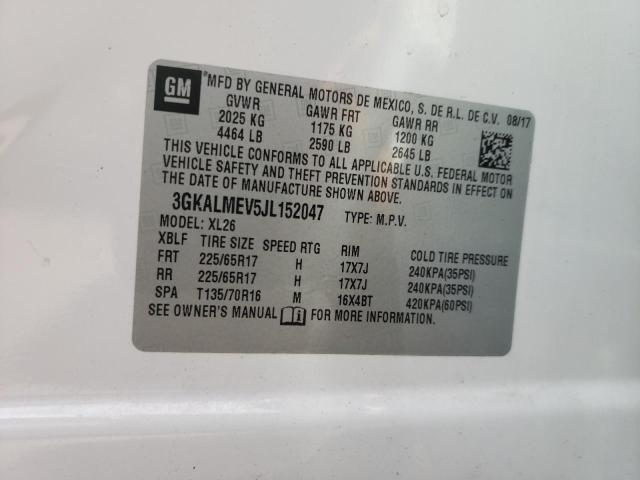 GM
*MFD BY GENERAL MOTORS DE MEXICO, S. DE R.L. DE C.V. 08/17
GVWR GAWR FRT GAWR RR
2025 KG 1175 KG 1200 KG
4464 LB 2590 LB 2645 LB
THIS VEHICLE CONFORMS TO ALL APPLICABLE U.S. FEDERAL MOTOR
VEHICLE SAFETY AND THEFT PREVENTION STANDARDS IN EFFECT ON
THE DATE OF MANUFACTURE SHOWN ABOVE.
3GKALMEV5JL152047 TYPE: M.P.V.
MODEL: XL26
XBLF TIRE SIZE SPEED RTG RIM COLD TIRE PRESSURE
FRT 225/65R17 H 17X7J 240KPA(35PSI)
RR 225/65R17 H 17X7J 240KPA(35PSI)
SPA T135/70R16 M 16X4BT 420KPA(60PSI)
SEE OWNER'S MANUAL FOR MORE INFORMATION.